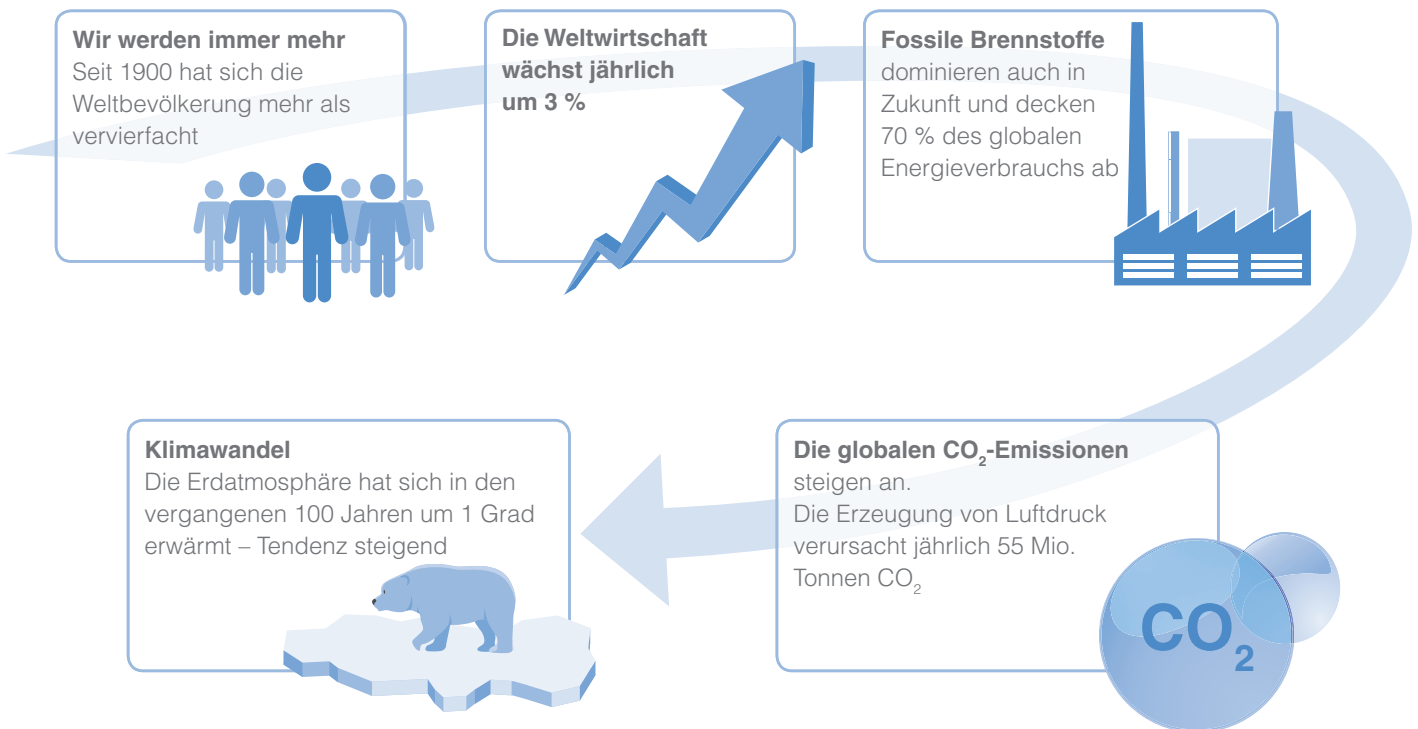 Wir werden immer mehr
Seit 1900 hat sich die
Weltbevölkerung mehr als
vervierfacht
Die Weltwirtschaft
wächst jährlich
um 3 %
Fossile Brennstoffe
dominieren auch in
Zukunft und decken
70 % des globalen
Energieverbrauchs ab
Die globalen CO₂-Emissionen
steigen an.
Die Erzeugung von Luftdruck
verursacht jährlich 55 Mio.
Tonnen CO₂
CO₂
Klimawandel
Die Erdatmosphäre hat sich in den
vergangenen 100 Jahren um 1 Grad
erwärmt – Tendenz steigend